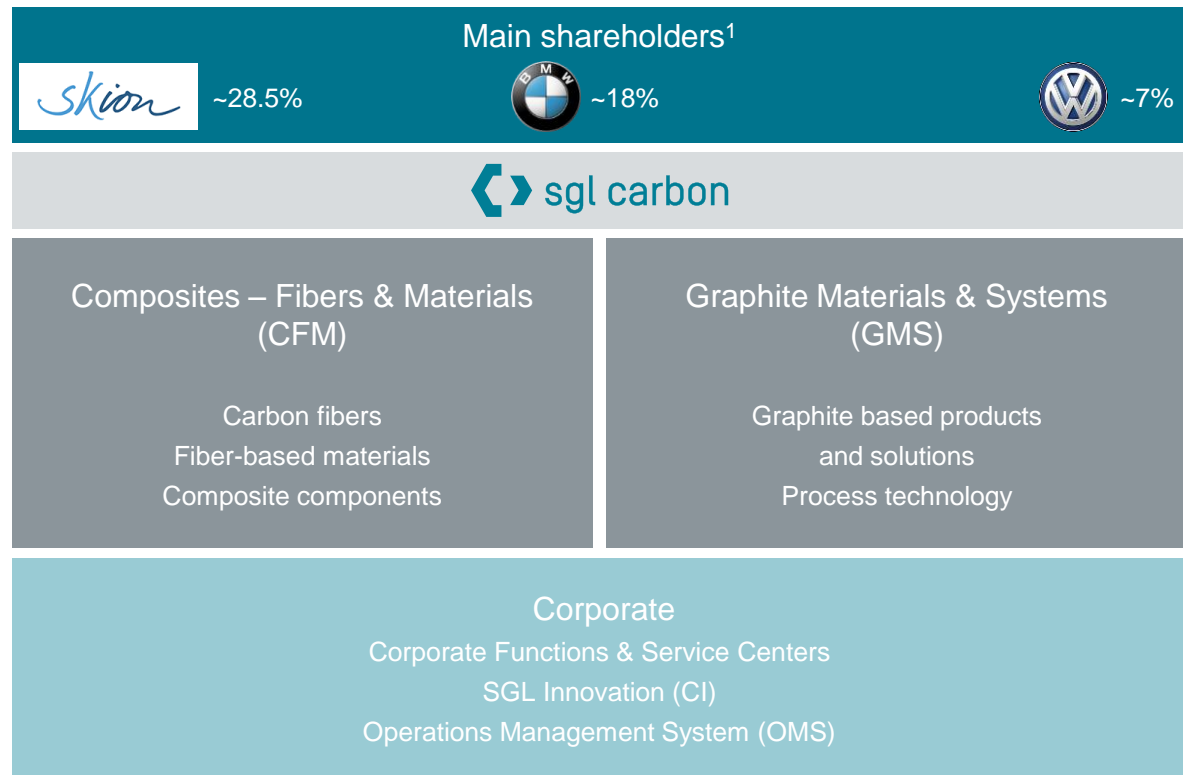 Main shareholders¹
skion ~28.5% BMW ~18% VW ~7%
sgl carbon
Composites – Fibers & Materials
(CFM)
Carbon fibers
Fiber-based materials
Composite components
Graphite Materials & Systems
(GMS)
Graphite based products
and solutions
Process technology
Corporate
Corporate Functions & Service Centers
SGL Innovation (CI)
Operations Management System (OMS)